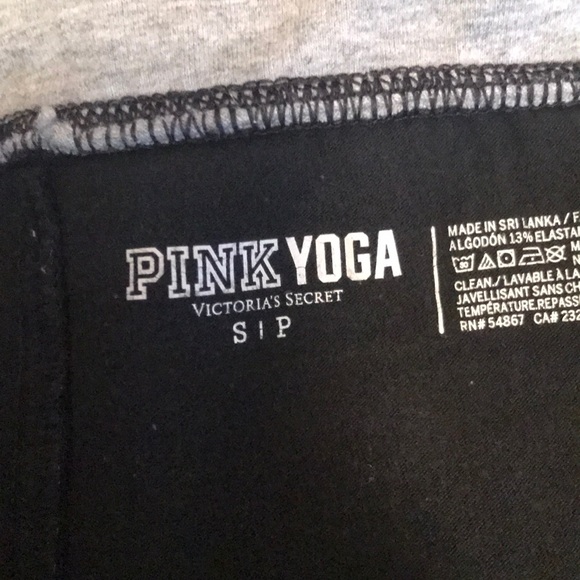 PINK YOGA
VICTORIA'S SECRET
S | P
MADE IN SRI LANKA / F
ALGODÓN 13% ELASTA
M
N
CLEAN./ LAVABLE À LA
JAVELLISANT SANS CH
TEMPÉRATURE.REPASS
RN# 54867 CA# 232